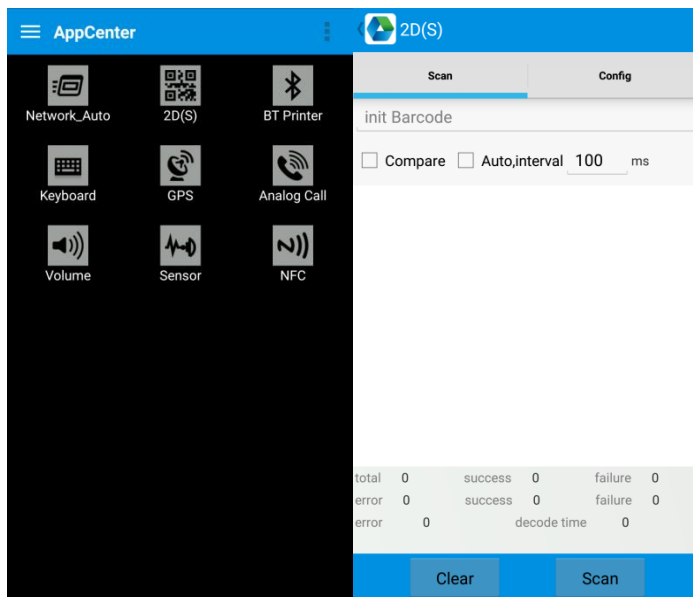 AppCenter
Network_Auto
2D(S)
BT Printer
Keyboard
GPS
Analog Call
Volume
Sensor
NFC
2D(S)
Scan
Config
init Barcode
Compare Auto,interval 100 ms
total 0 success 0 failure 0
error 0 success 0 failure 0
error 0 decode time 0
Clear
Scan